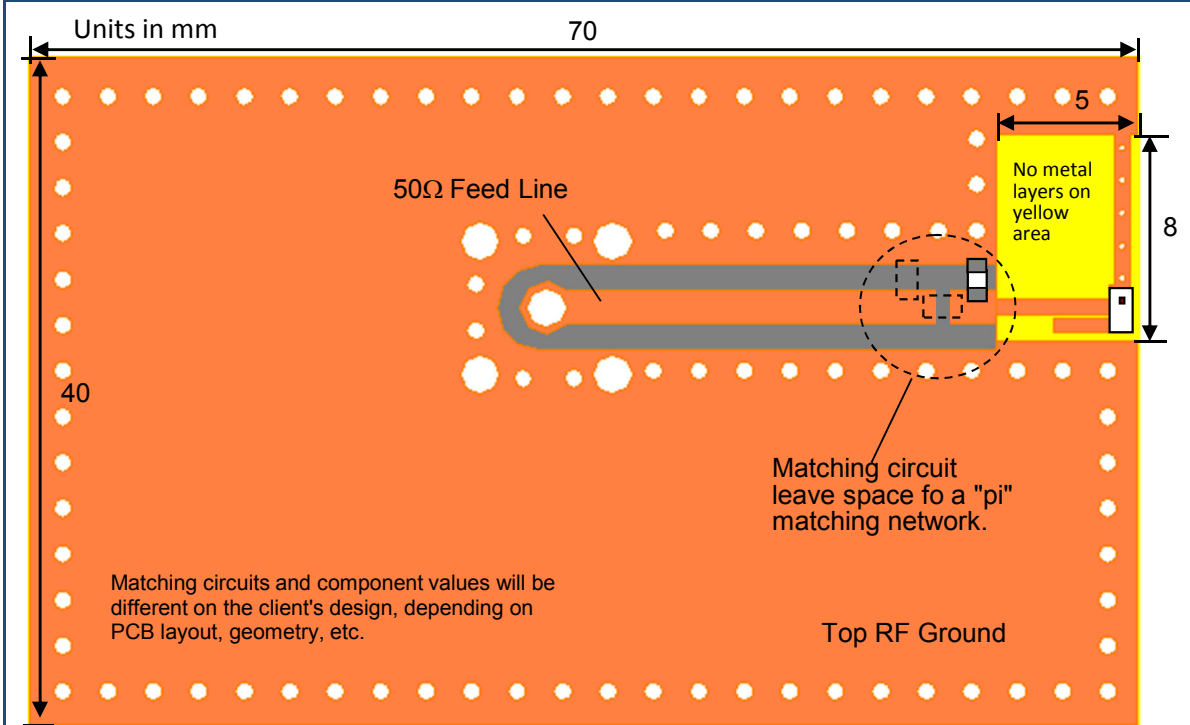 Units in mm
70
5
No metal
layers on
yellow
area
8
50Ω Feed Line
40
Matching circuit
leave space fo a "pi"
matching network.
Matching circuits and component values will be
different on the client's design, depending on
PCB layout, geometry, etc.
Top RF Ground